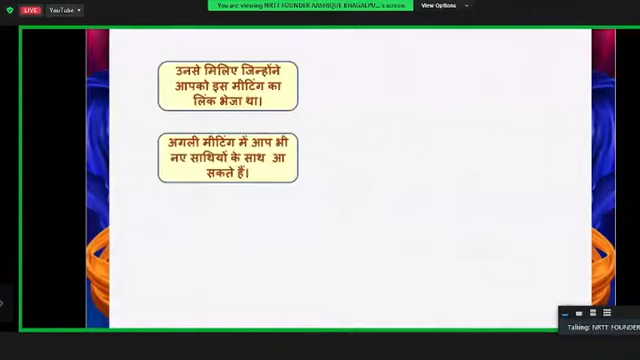 LIVE
YouTube
You are viewing NRTT FOUNDER AASHIQUE BHAGALPU...'s screen
View Options
उनसे मिलिए जिन्होंने
आपको इस मीटिंग का
लिंक भेजा था।
अगली मीटिंग में आप भी
नए साथियों के साथ आ
सकते हैं।
Talking: NRTT FOUNDER